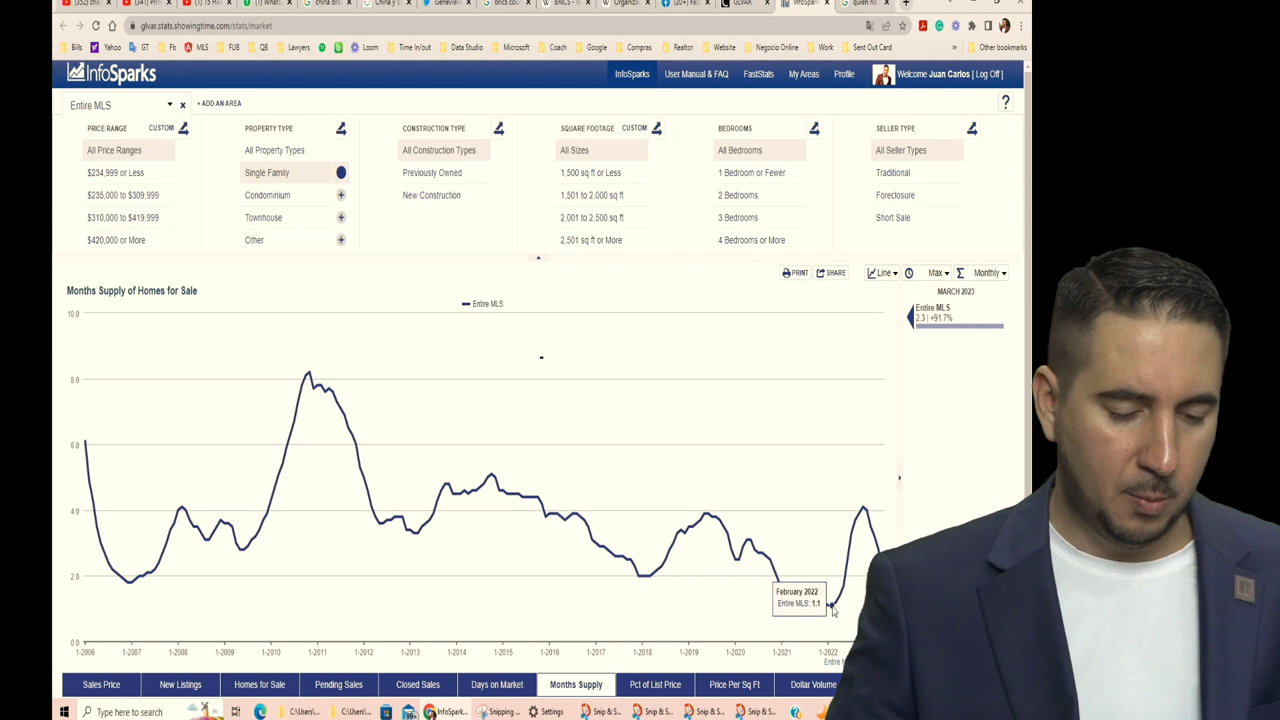 glvar.stats.showingtime.com/stats/market
Bills Yahoo GT Fb MLS FUB QB Lawyers Loom Time In/out Data Studio Microsoft Coach Google Compras Realtor Website Negocio Online Work Sent Out Card » Other bookmarks
InfoSparks
InfoSparks User Manual & FAQ FastStats My Areas Profile Welcome Juan Carlos [ Log Off ]
Entire MLS + ADD AN AREA ?
PRICE RANGE CUSTOM PROPERTY TYPE CONSTRUCTION TYPE SQUARE FOOTAGE CUSTOM BEDROOMS SELLER TYPE
All Price Ranges All Property Types All Construction Types All Sizes All Bedrooms All Seller Types
$234,999 or Less Single Family Previously Owned 1,500 sq ft or Less 1 Bedroom or Fewer Traditional
$235,000 to $309,999 Condominium New Construction 1,501 to 2,000 sq ft 2 Bedrooms Foreclosure
$310,000 to $419,999 Townhouse 2,001 to 2,500 sq ft 3 Bedrooms Short Sale
$420,000 or More Other 2,501 sq ft or More 4 Bedrooms or More
PRINT SHARE Line Max Σ Monthly
Months Supply of Homes for Sale
MARCH 2023
Entire MLS
Entire MLS
2.3 | +91.7%
10.0
8.0
6.0
4.0
2.0
February 2022
Entire MLS: 1.1
0.0
1-2006 1-2007 1-2008 1-2009 1-2010 1-2011 1-2012 1-2013 1-2014 1-2015 1-2016 1-2017 1-2018 1-2019 1-2020 1-2021 1-2022
Sales Price New Listings Homes for Sale Pending Sales Closed Sales Days on Market Months Supply Pct of List Price Price Per Sq Ft Dollar Volume
Type here to search C:\Users\... C:\Users\... InfoSpark... Snipping ... Settings Snip & S... Snip & S... Snip & S... Snip & S...